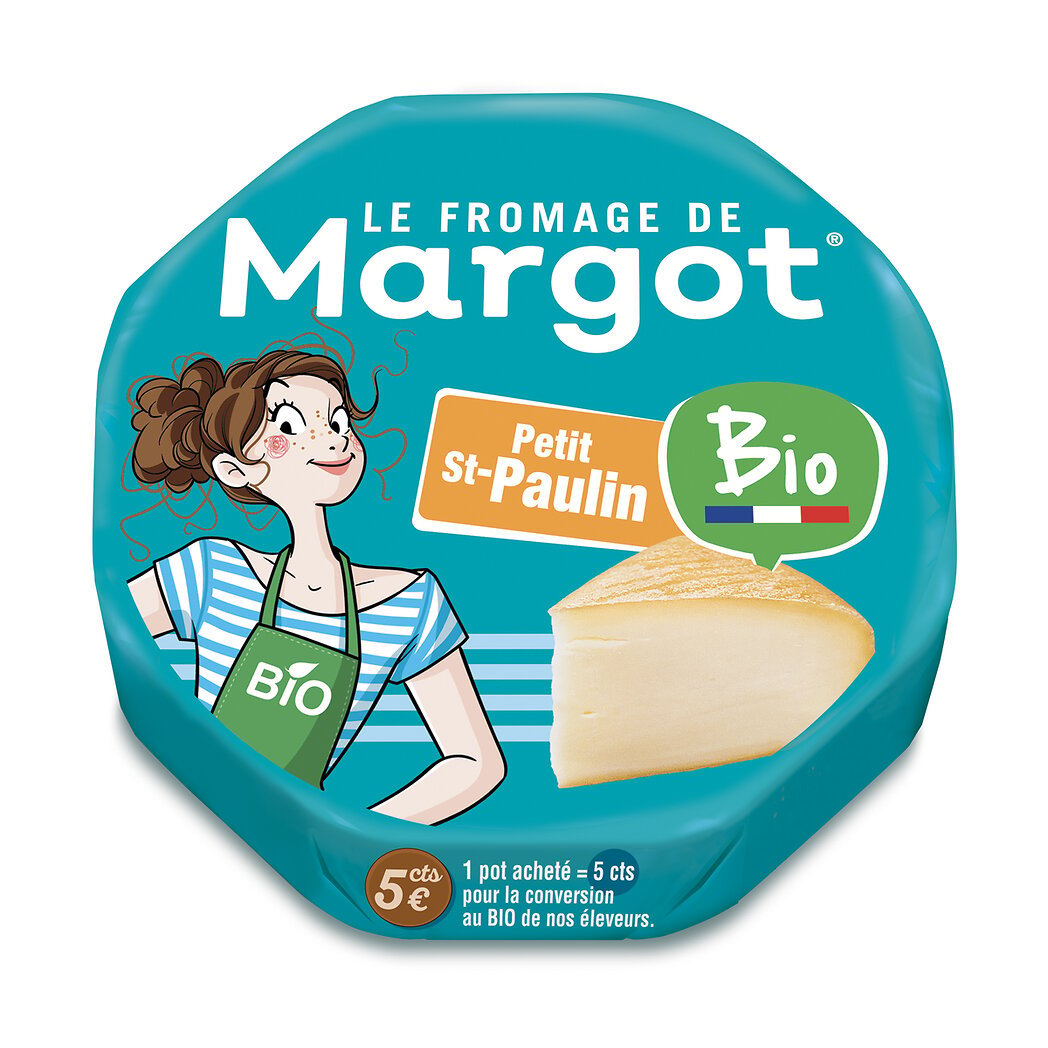 LE FROMAGE DE
Margot®
Petit
St-Paulin
Bio
BIO
5 cts €
1 pot acheté = 5 cts
pour la conversion
au BIO de nos éleveurs.